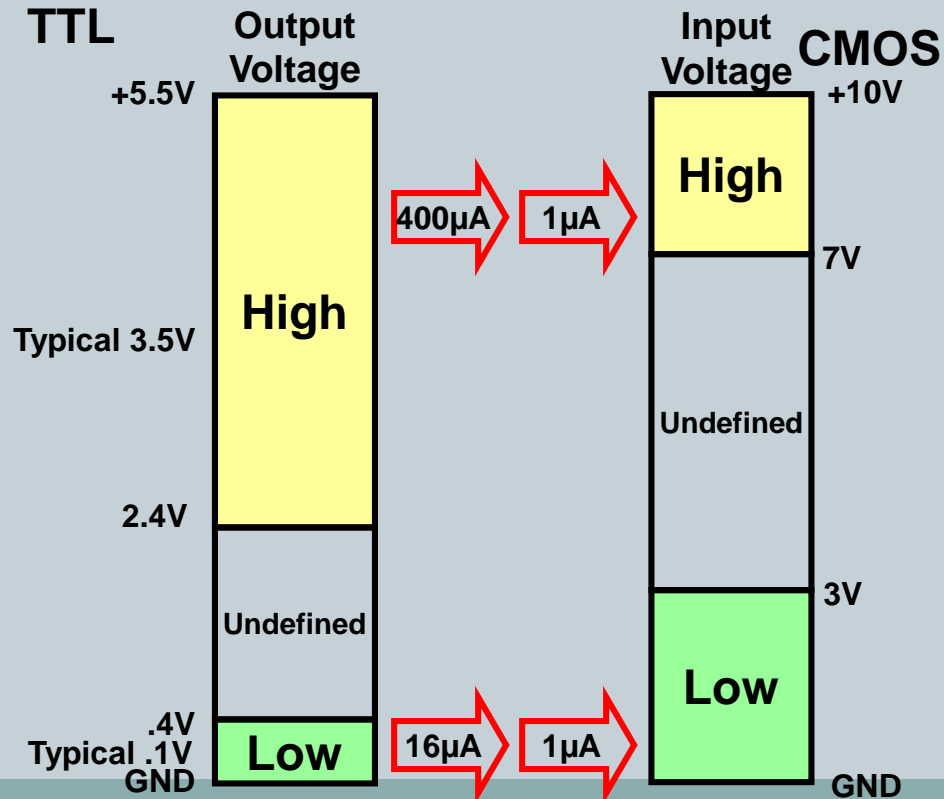 TTL
Output
Voltage
+5.5V
High
Typical 3.5V
2.4V
Undefined
.4V
Typical .1V
GND
Low
400µA
1µA
16µA
1µA
Input
Voltage
CMOS
+10V
High
7V
Undefined
3V
Low
GND